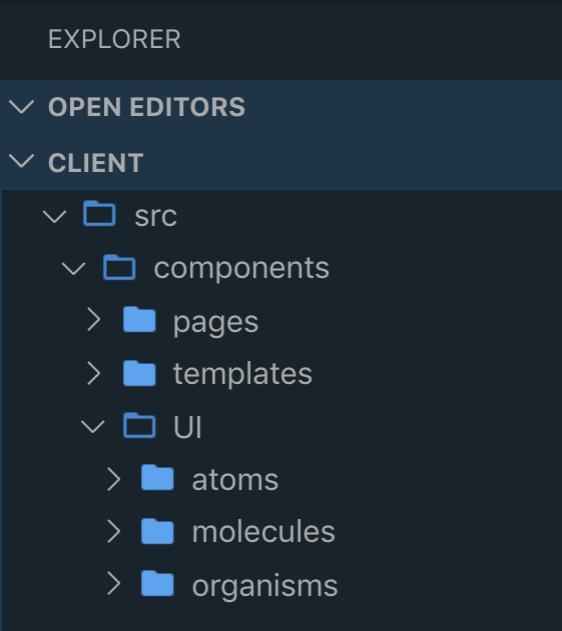 EXPLORER
OPEN EDITORS
CLIENT
src
components
pages
templates
UI
atoms
molecules
organisms